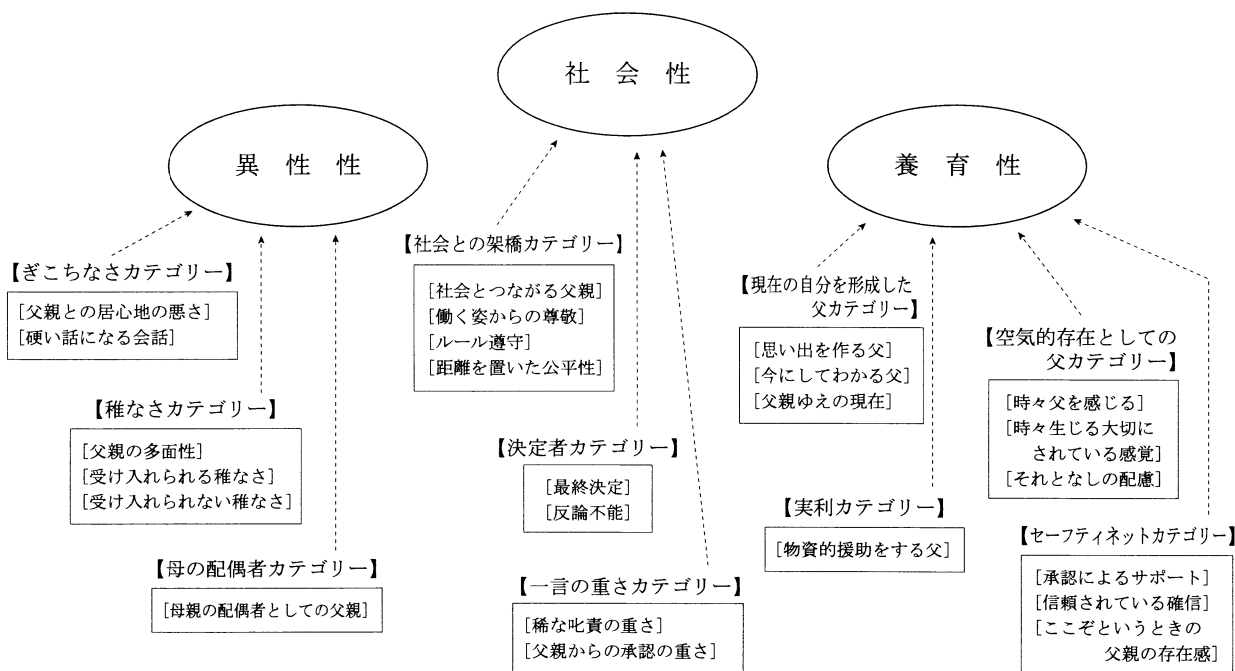 社会性
異性性
養育性
【ぎこちなさカテゴリー】
[父親との居心地の悪さ]
[硬い話になる会話]
【稚なさカテゴリー】
[父親の多面性]
[受け入れられる稚なさ]
[受け入れられない稚なさ]
【母の配偶者カテゴリー】
[母親の配偶者としての父親]
【社会との架橋カテゴリー】
[社会とつながる父親]
[働く姿からの尊敬]
[ルール遵守]
[距離を置いた公平性]
【決定者カテゴリー】
[最終決定]
[反論不能]
【一言の重さカテゴリー】
[稀な叱責の重さ]
[父親からの承認の重さ]
【現在の自分を形成した
父カテゴリー】
[思い出を作る父]
[今にしてわかる父]
[父親ゆえの現在]
【実利カテゴリー】
[物資的援助をする父]
【空気的存在としての
父カテゴリー】
[時々父を感じる]
[時々生じる大切に
されている感覚]
[それとなしの配慮]
【セーフティネットカテゴリー】
[承認によるサポート]
[信頼されている確信]
[ここぞというときの
父親の存在感]